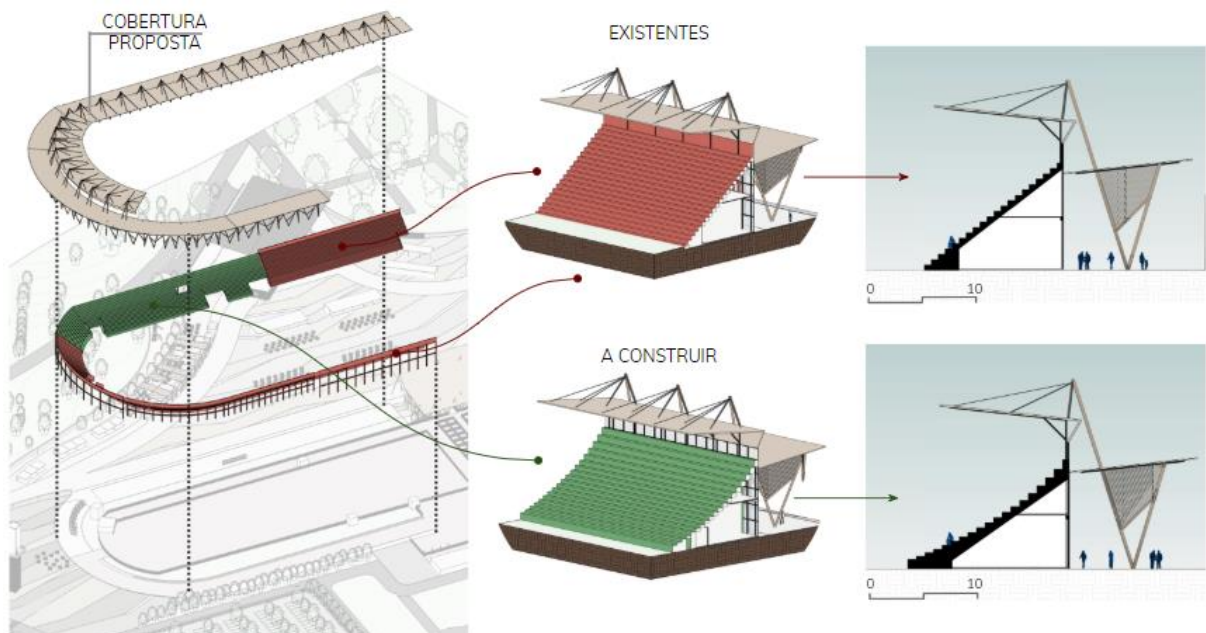 COBERTURA
PROPOSTA
EXISTENTES
0
10
A CONSTRUIR
0
10